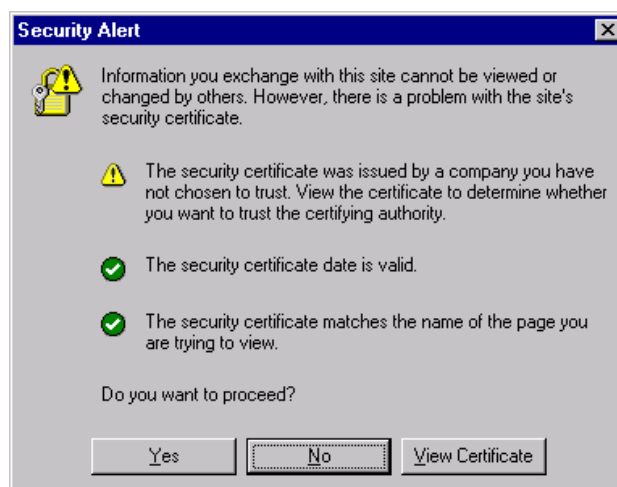 Security Alert
Information you exchange with this site cannot be viewed or
changed by others. However, there is a problem with the site's
security certificate.
The security certificate was issued by a company you have
not chosen to trust. View the certificate to determine whether
you want to trust the certifying authority.
The security certificate date is valid.
The security certificate matches the name of the page you
are trying to view.
Do you want to proceed?
Yes No View Certificate